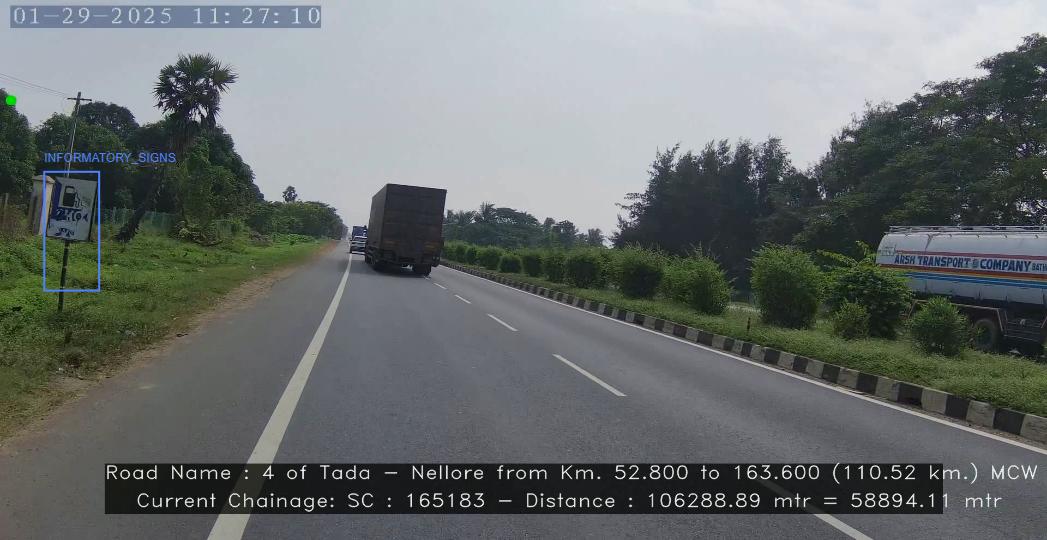 01-29-2025 11:27:10
INFORMATORY_SIGNS
ARSH TRANSPORT COMPANY
Road Name : 4 of Tada - Nellore from Km. 52.800 to 163.600 (110.52 km.) MCW
Current Chainage: SC : 165183 - Distance : 106288.89 mtr = 58894.11 mtr